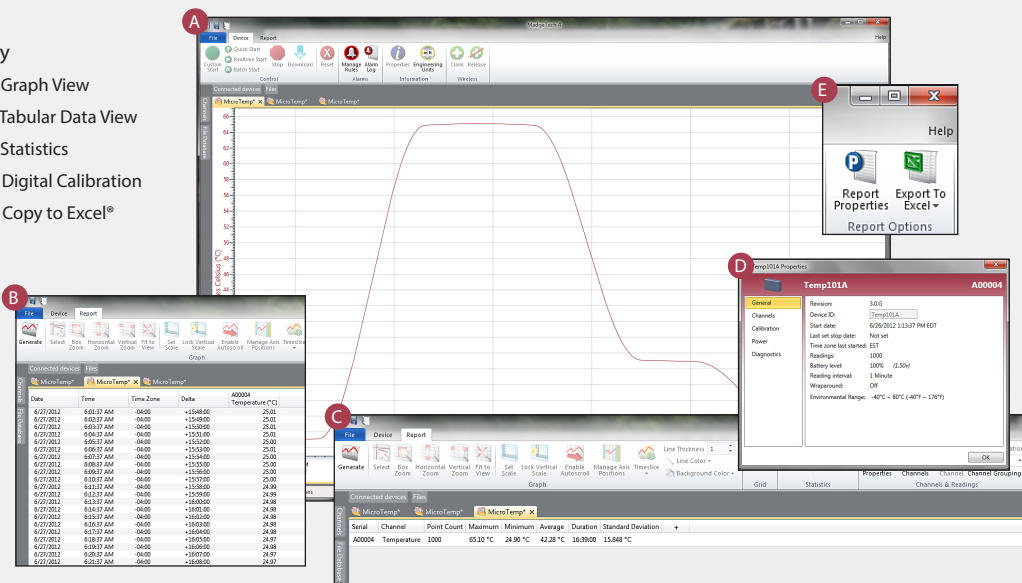 y
Graph View
Tabular Data View
Statistics
Digital Calibration
Copy to Excel®
A
MadgeTech 4
File Device Report Help
Custom Start
Quick Start
Realtime Start
Batch Start
Stop Download Reset Manage Rules Alarm Log Properties Engineering Units Claim Release
Control Alarms Information Wireless
Connected devices Files
MicroTemp* MicroTemp* MicroTemp*
Channels
File Database
66
64
62
60
58
56
54
52
50
48
46
44
Celsius (°C)
E
Help
Report Properties
Export To Excel
Report Options
B
File Device Report
Generate Select Box Zoom Horizontal Zoom Vertical Zoom Fit to View Set Scale Lock Vertical Scale Enable Autoscroll Manage Axis Positions Timeslice
Graph
Connected devices Files
MicroTemp* MicroTemp* MicroTemp*
Channels
File Database
Date Time Time Zone Delta A00004 Temperature (°C)
6/27/2012 6:01:37 AM -04:00 +15:48:00 25.01
6/27/2012 6:02:37 AM -04:00 +15:49:00 25.01
6/27/2012 6:03:37 AM -04:00 +15:50:00 25.01
6/27/2012 6:04:37 AM -04:00 +15:51:00 25.01
6/27/2012 6:05:37 AM -04:00 +15:52:00 25.00
6/27/2012 6:06:37 AM -04:00 +15:53:00 25.00
6/27/2012 6:07:37 AM -04:00 +15:54:00 25.00
6/27/2012 6:08:37 AM -04:00 +15:55:00 25.00
6/27/2012 6:09:37 AM -04:00 +15:56:00 25.00
6/27/2012 6:10:37 AM -04:00 +15:57:00 25.00
6/27/2012 6:11:37 AM -04:00 +15:58:00 24.99
6/27/2012 6:12:37 AM -04:00 +15:59:00 24.99
6/27/2012 6:13:37 AM -04:00 +16:00:00 24.98
6/27/2012 6:14:37 AM -04:00 +16:01:00 24.98
6/27/2012 6:15:37 AM -04:00 +16:02:00 24.98
6/27/2012 6:16:37 AM -04:00 +16:03:00 24.98
6/27/2012 6:17:37 AM -04:00 +16:04:00 24.98
6/27/2012 6:18:37 AM -04:00 +16:05:00 24.97
6/27/2012 6:19:37 AM -04:00 +16:06:00 24.98
6/27/2012 6:20:37 AM -04:00 +16:07:00 24.97
6/27/2012 6:21:37 AM -04:00 +16:08:00 24.97
D
Temp101A Properties
Temp101A A00004
General
Channels
Calibration
Power
Diagnostics
Revision: 3.0.G
Device ID: Temp101A
Start date: 6/26/2012 1:13:37 PM EDT
Last set stop date: Not set
Time zone last started: EST
Readings: 1000
Battery level: 100% (1.50v)
Reading interval: 1 Minute
Wraparound: Off
Environmental Range: -40°C ~ 80°C (-40°F ~ 176°F)
OK
C
File Device Report
Generate Select Box Zoom Horizontal Zoom Vertical Zoom Fit to View Set Scale Lock Vertical Scale Enable Autoscroll Manage Axis Positions Timeslice
Line Thickness 1
Line Color
Background Color
Properties Channels Channel Channel Grouping
Graph Grid Statistics Channels & Readings
Connected devices Files
MicroTemp* MicroTemp* MicroTemp*
Channels
File Database
Serial Channel Point Count Maximum Minimum Average Duration Standard Deviation +
A00004 Temperature 1000 65.10 °C 24.90 °C 42.28 °C 16:39:00 15.848 °C